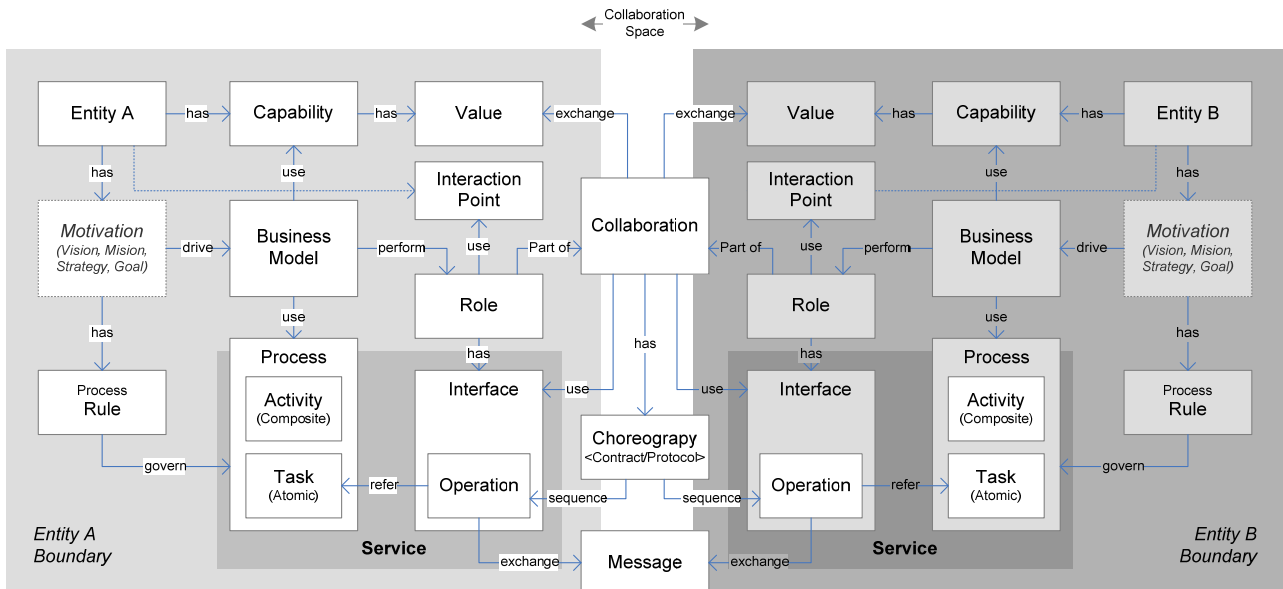 Collaboration
Space
Entity A
has
Capability
has
Value
exchange
exchange
Value
has
Capability
has
Entity B
has
use
Interaction
Point
Interaction
Point
use
has
Motivation
(Vision, Mision,
Strategy, Goal)
drive
Business
Model
perform
use
Part of
Collaboration
Part of
use
perform
Business
Model
drive
Motivation
(Vision, Mision,
Strategy, Goal)
Role
Role
has
use
has
has
has
use
has
Process
Rule
Process
Activity
(Composite)
Task
(Atomic)
govern
refer
Interface
Operation
use
use
Choreograpy
<Contract/Protocol>
sequence
sequence
Interface
Operation
refer
Process
Activity
(Composite)
Task
(Atomic)
govern
Process
Rule
Entity A
Boundary
Service
exchange
Message
exchange
Service
Entity B
Boundary